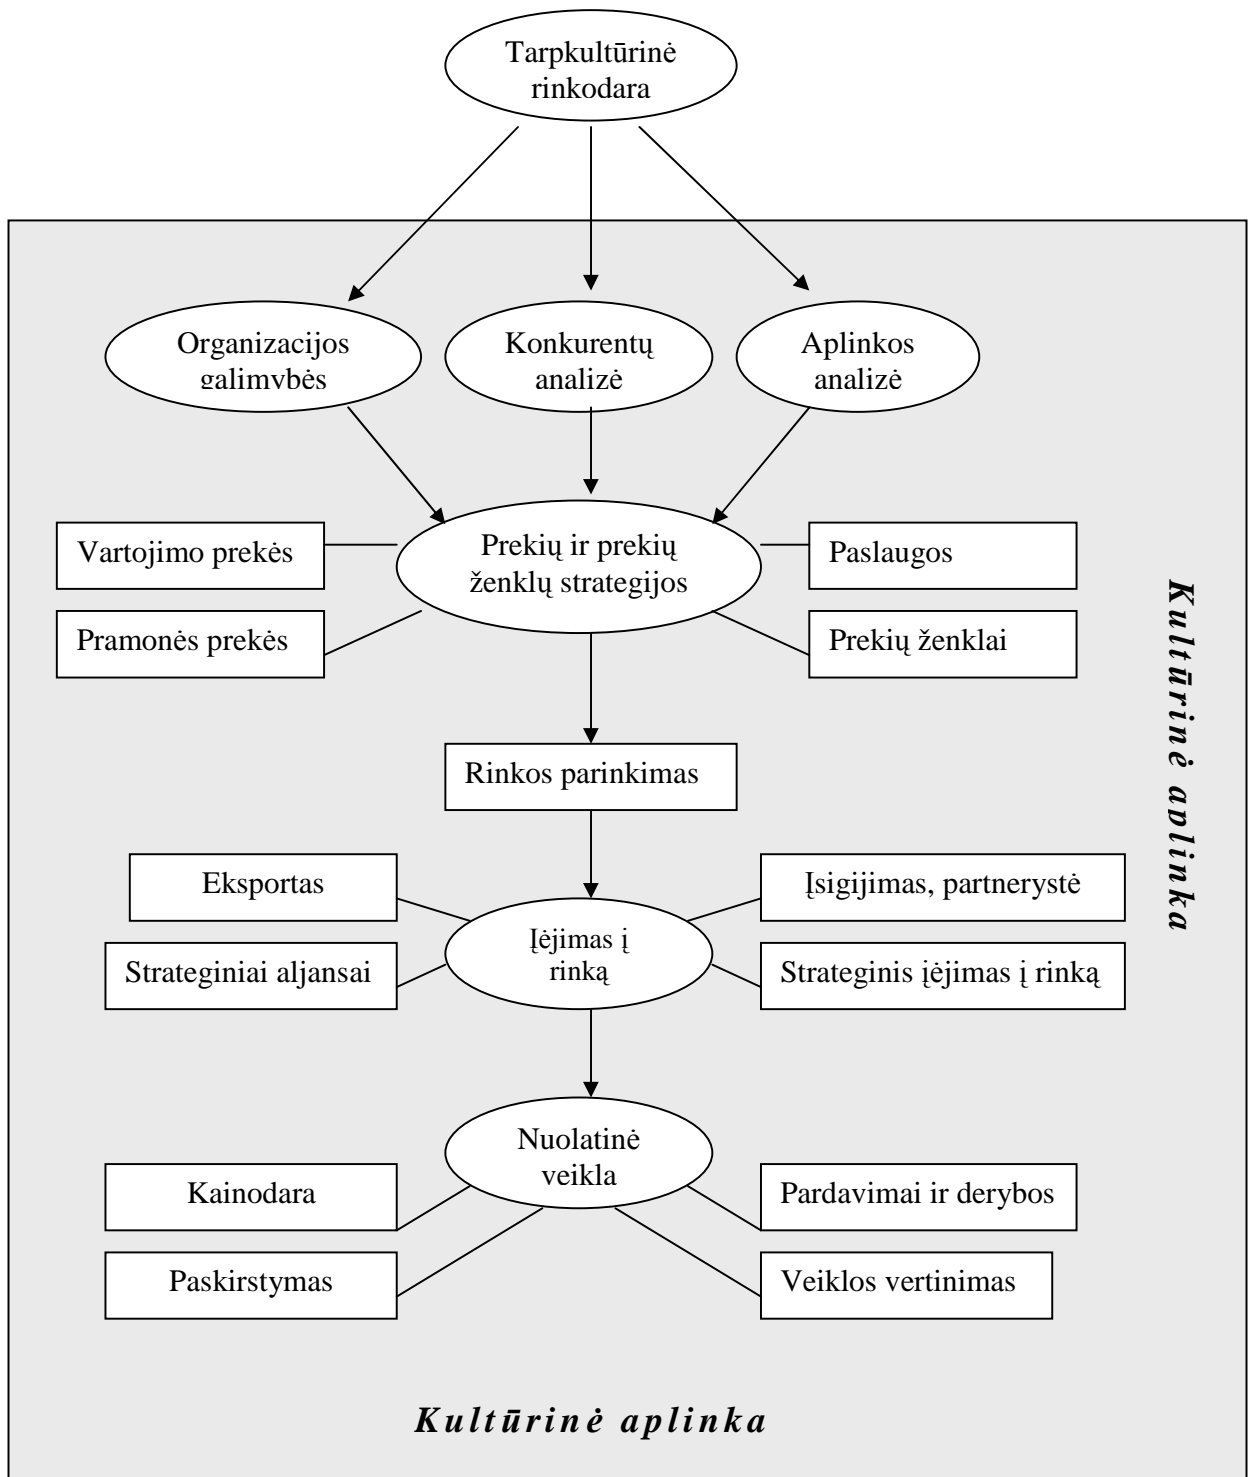 Tarpkultūrinė
rinkodara
Organizacijos
galimybės
Konkurentų
analizė
Aplinkos
analizė
Prekių ir prekių
ženklų strategijos
Vartojimo prekės
Paslaugos
Pramonės prekės
Prekių ženklai
Kultūrinė aplinka
Rinkos parinkimas
Eksportas
Įsigijimas, partnerystė
Įėjimas į
rinką
Strateginiai aljansai
Strateginis įėjimas į rinką
Nuolatinė
veikla
Kainodara
Pardavimai ir derybos
Paskirstymas
Veiklos vertinimas
Kultūrinė aplinka